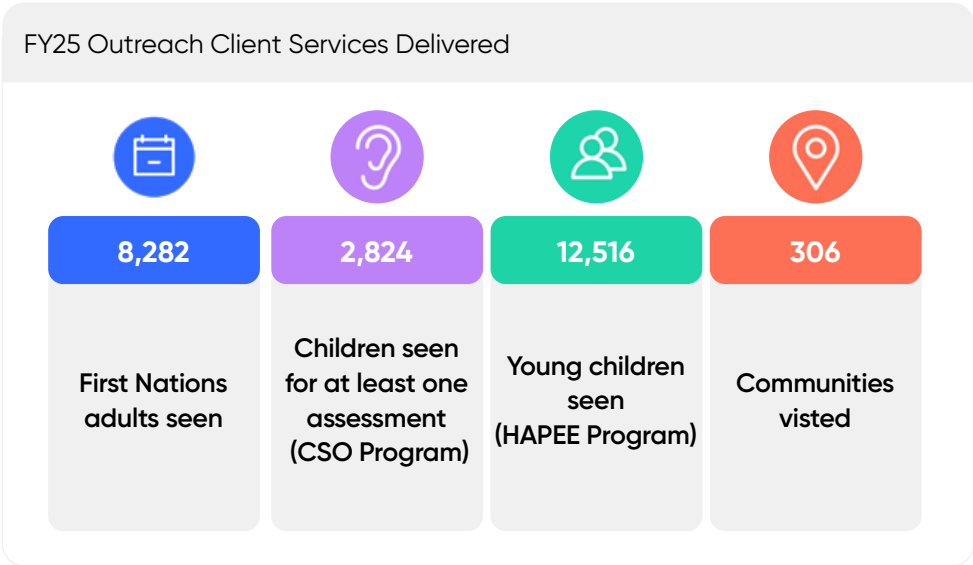 FY25 Outreach Client Services Delivered
8,282
First Nations
adults seen
2,824
Children seen
for at least one
assessment
(CSO Program)
12,516
Young children
seen
(HAPEE Program)
306
Communities
visted